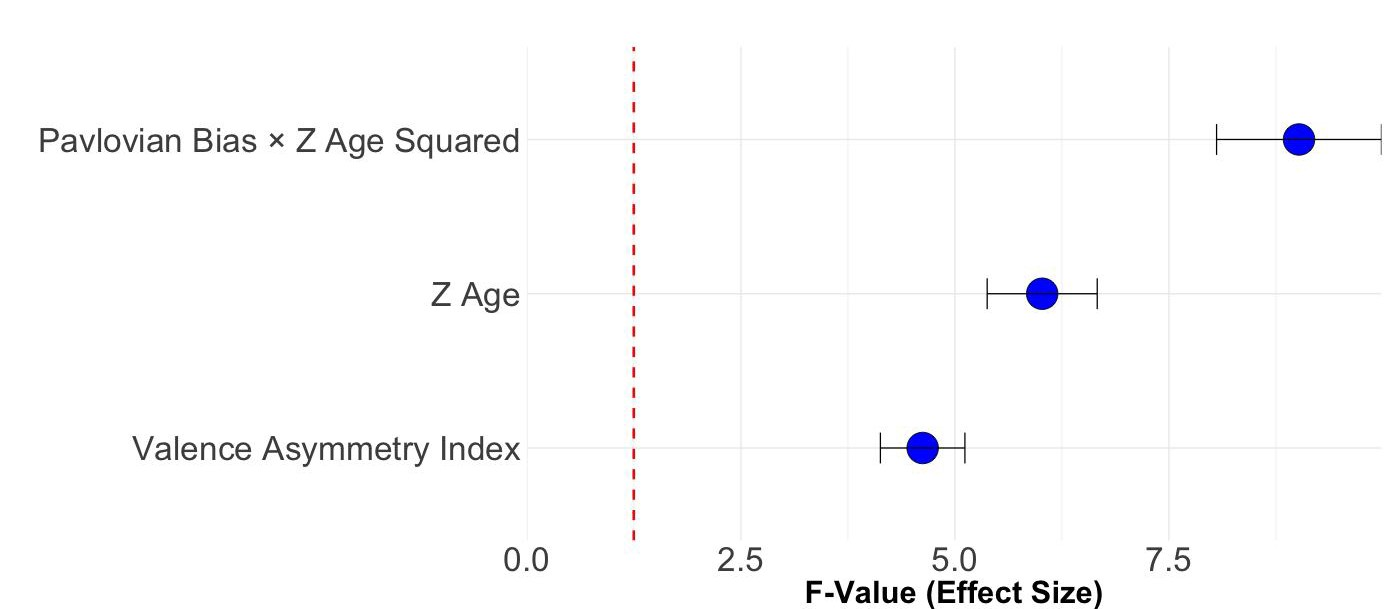 Pavlovian Bias × Z Age Squared
Z Age
Valence Asymmetry Index
0.0 2.5 5.0 7.5
F-Value (Effect Size)